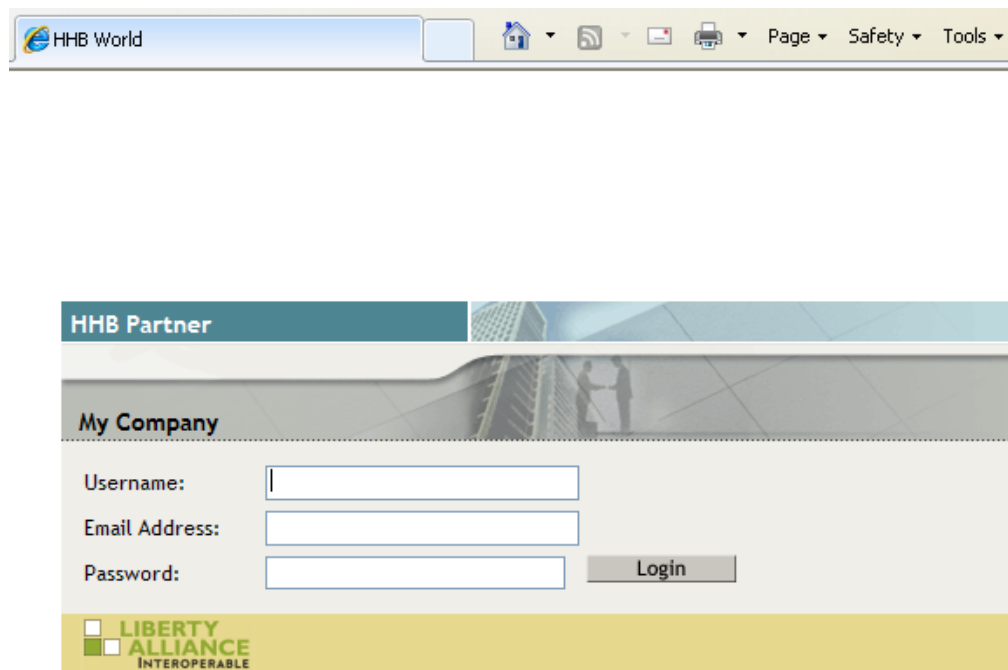 HHB World Page Safety Tools
HHB Partner
My Company
Username:
Email Address:
Password: Login
LIBERTY
ALLIANCE
INTEROPERABLE